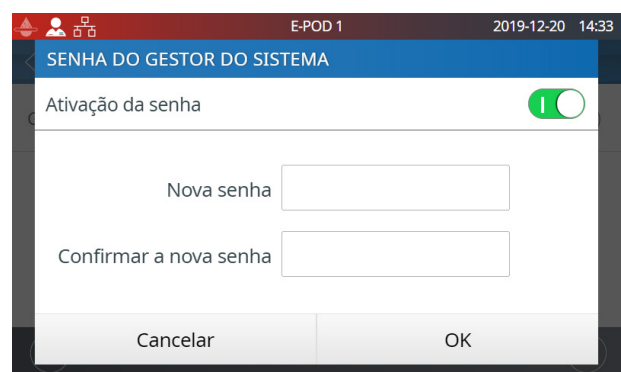 E-POD 1 2019-12-20 14:33
SENHA DO GESTOR DO SISTEMA
Ativação da senha
Nova senha
Confirmar a nova senha
Cancelar OK